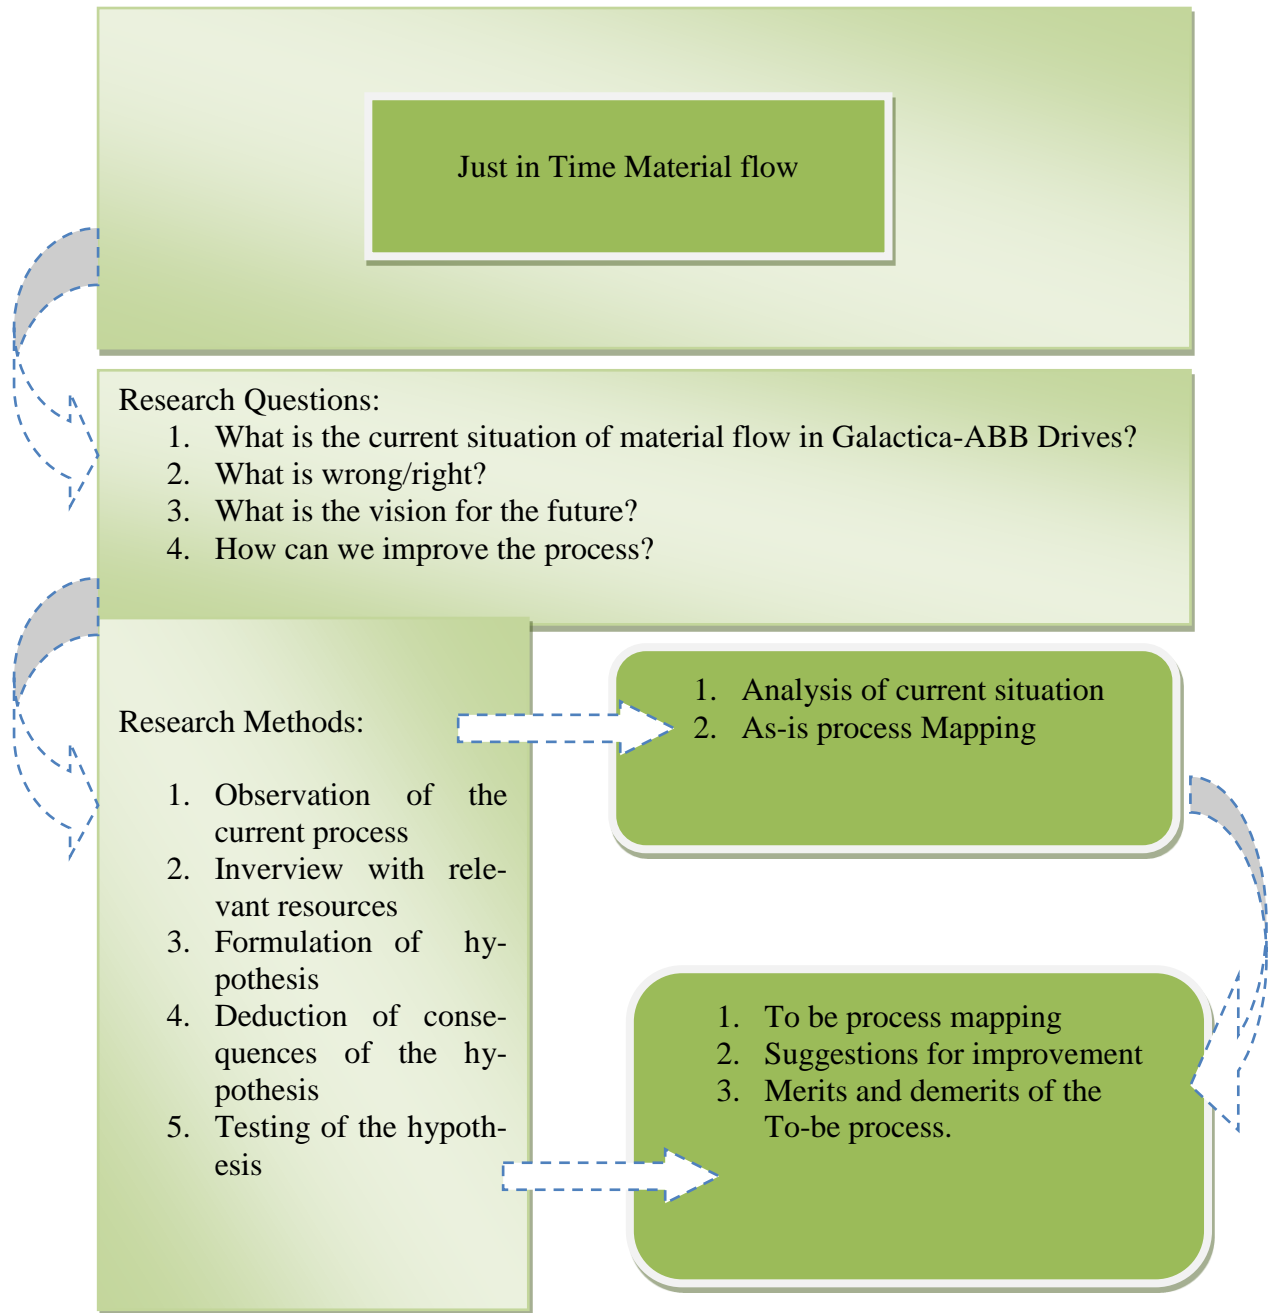 Just in Time Material flow
Research Questions:
1. What is the current situation of material flow in Galactica-ABB Drives?
2. What is wrong/right?
3. What is the vision for the future?
4. How can we improve the process?
Research Methods:
1. Observation of the
current process
2. Inverview with rele-
vant resources
3. Formulation of hy-
pothesis
4. Deduction of conse-
quences of the hy-
pothesis
5. Testing of the hypoth-
esis
1. Analysis of current situation
2. As-is process Mapping
1. To be process mapping
2. Suggestions for improvement
3. Merits and demerits of the
To-be process.